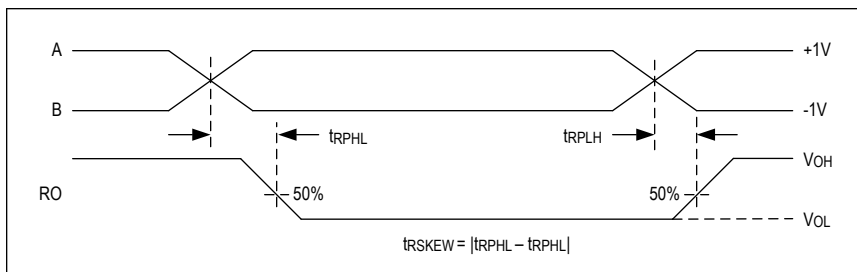 A
+1V
B
-1V
tRPHL
tRPLH
VOH
RO
50%
50%
VOL
tRSKEW = |tRPHL – tRPHL|